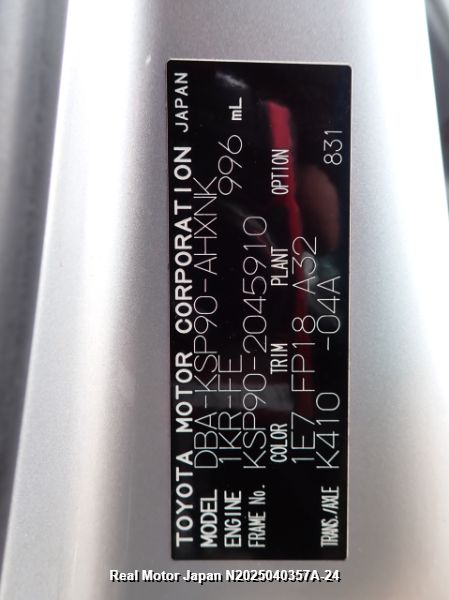 TOYOTA MOTOR CORPORATION JAPAN
MODEL DBA-KSP90-AHXNK
ENGINE 1KR-FE 996 mL
FRAME No. KSP90-2045910
COLOR TRIM PLANT OPTION
1E7 FP18 A32 831
TRANS./AXLE K410 -04A
Real Motor Japan N2025040357A-24